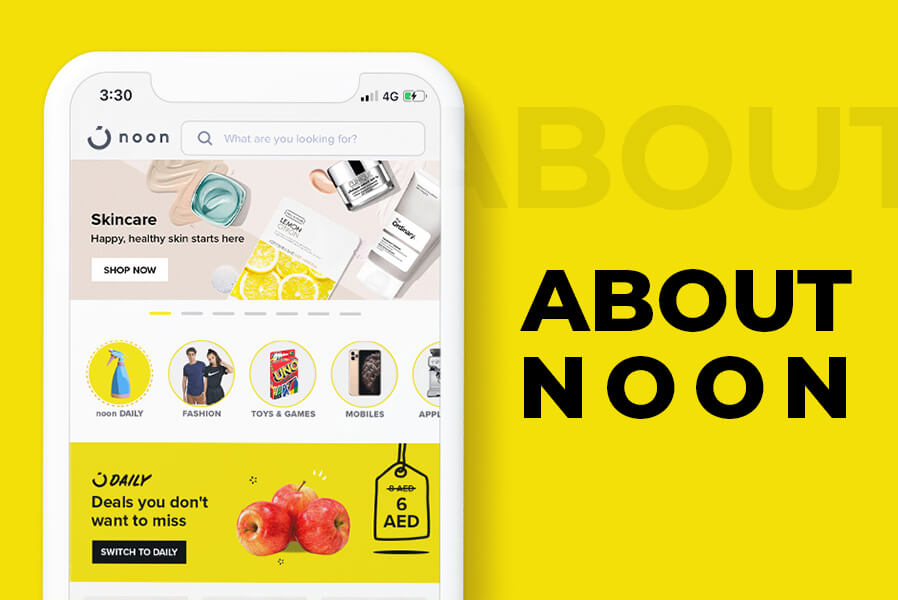 3:30
4G
noon
What are you looking for?
Skincare
Happy, healthy skin starts here
SHOP NOW
CLINIQUE
LEMON
The
Ordinary.
noon DAILY
FASHION
TOYS & GAMES
MOBILES
APPL
UNO
DAILY
Deals you don't
want to miss
SWITCH TO DAILY
8 AED
6
AED
ABOUT
ABOUT
NOON